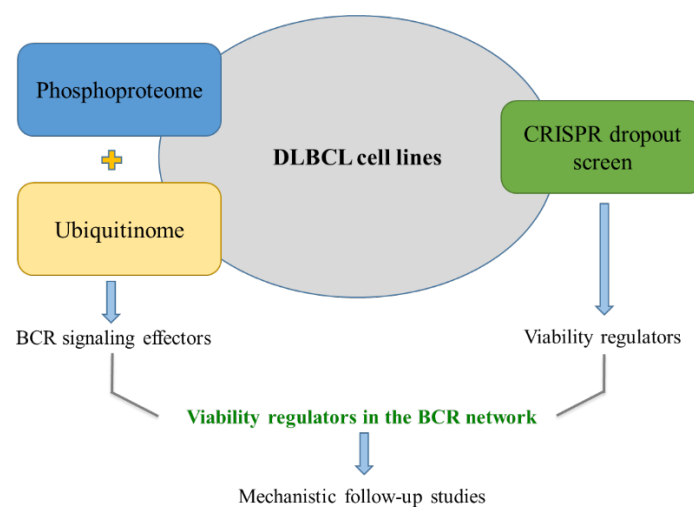 Phosphoproteome
Ubiquitinome
DLBCL cell lines
CRISPR dropout
screen
BCR signaling effectors
Viability regulators
Viability regulators in the BCR network
Mechanistic follow-up studies